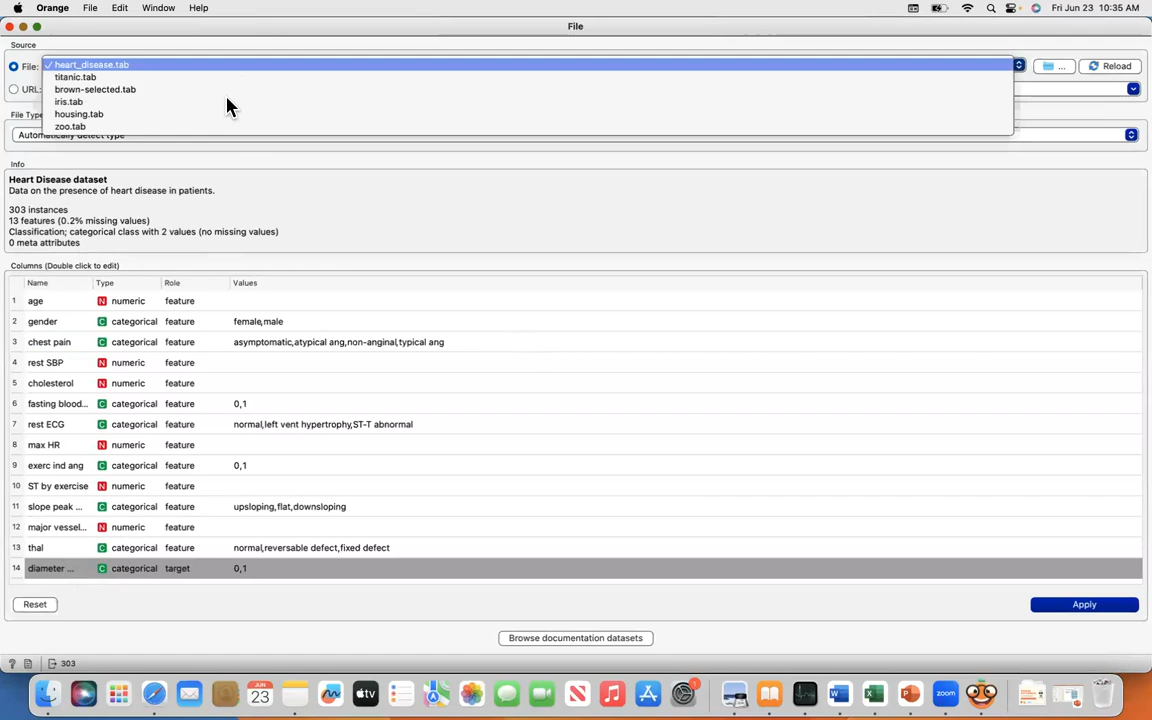 Orange File Edit Window Help Fri Jun 23 10:35 AM
File
Source
File: ✓ heart_disease.tab ... Reload
titanic.tab
URL: brown-selected.tab
iris.tab
housing.tab
File Type
zoo.tab
Automatically detect type
Info
Heart Disease dataset
Data on the presence of heart disease in patients.
303 instances
13 features (0.2% missing values)
Classification; categorical class with 2 values (no missing values)
0 meta attributes
Columns (Double click to edit)
Name Type Role Values
1 age N numeric feature
2 gender C categorical feature female,male
3 chest pain C categorical feature asymptomatic,atypical ang,non-anginal,typical ang
4 rest SBP N numeric feature
5 cholesterol N numeric feature
6 fasting blood... C categorical feature 0,1
7 rest ECG C categorical feature normal,left vent hypertrophy,ST-T abnormal
8 max HR N numeric feature
9 exerc ind ang C categorical feature 0,1
10 ST by exercise N numeric feature
11 slope peak ... C categorical feature upsloping,flat,downsloping
12 major vessel... N numeric feature
13 thal C categorical feature normal,reversable defect,fixed defect
14 diameter ... C categorical target 0,1
Reset Apply
Browse documentation datasets
? 303
JUN
23 tv W X P zoom